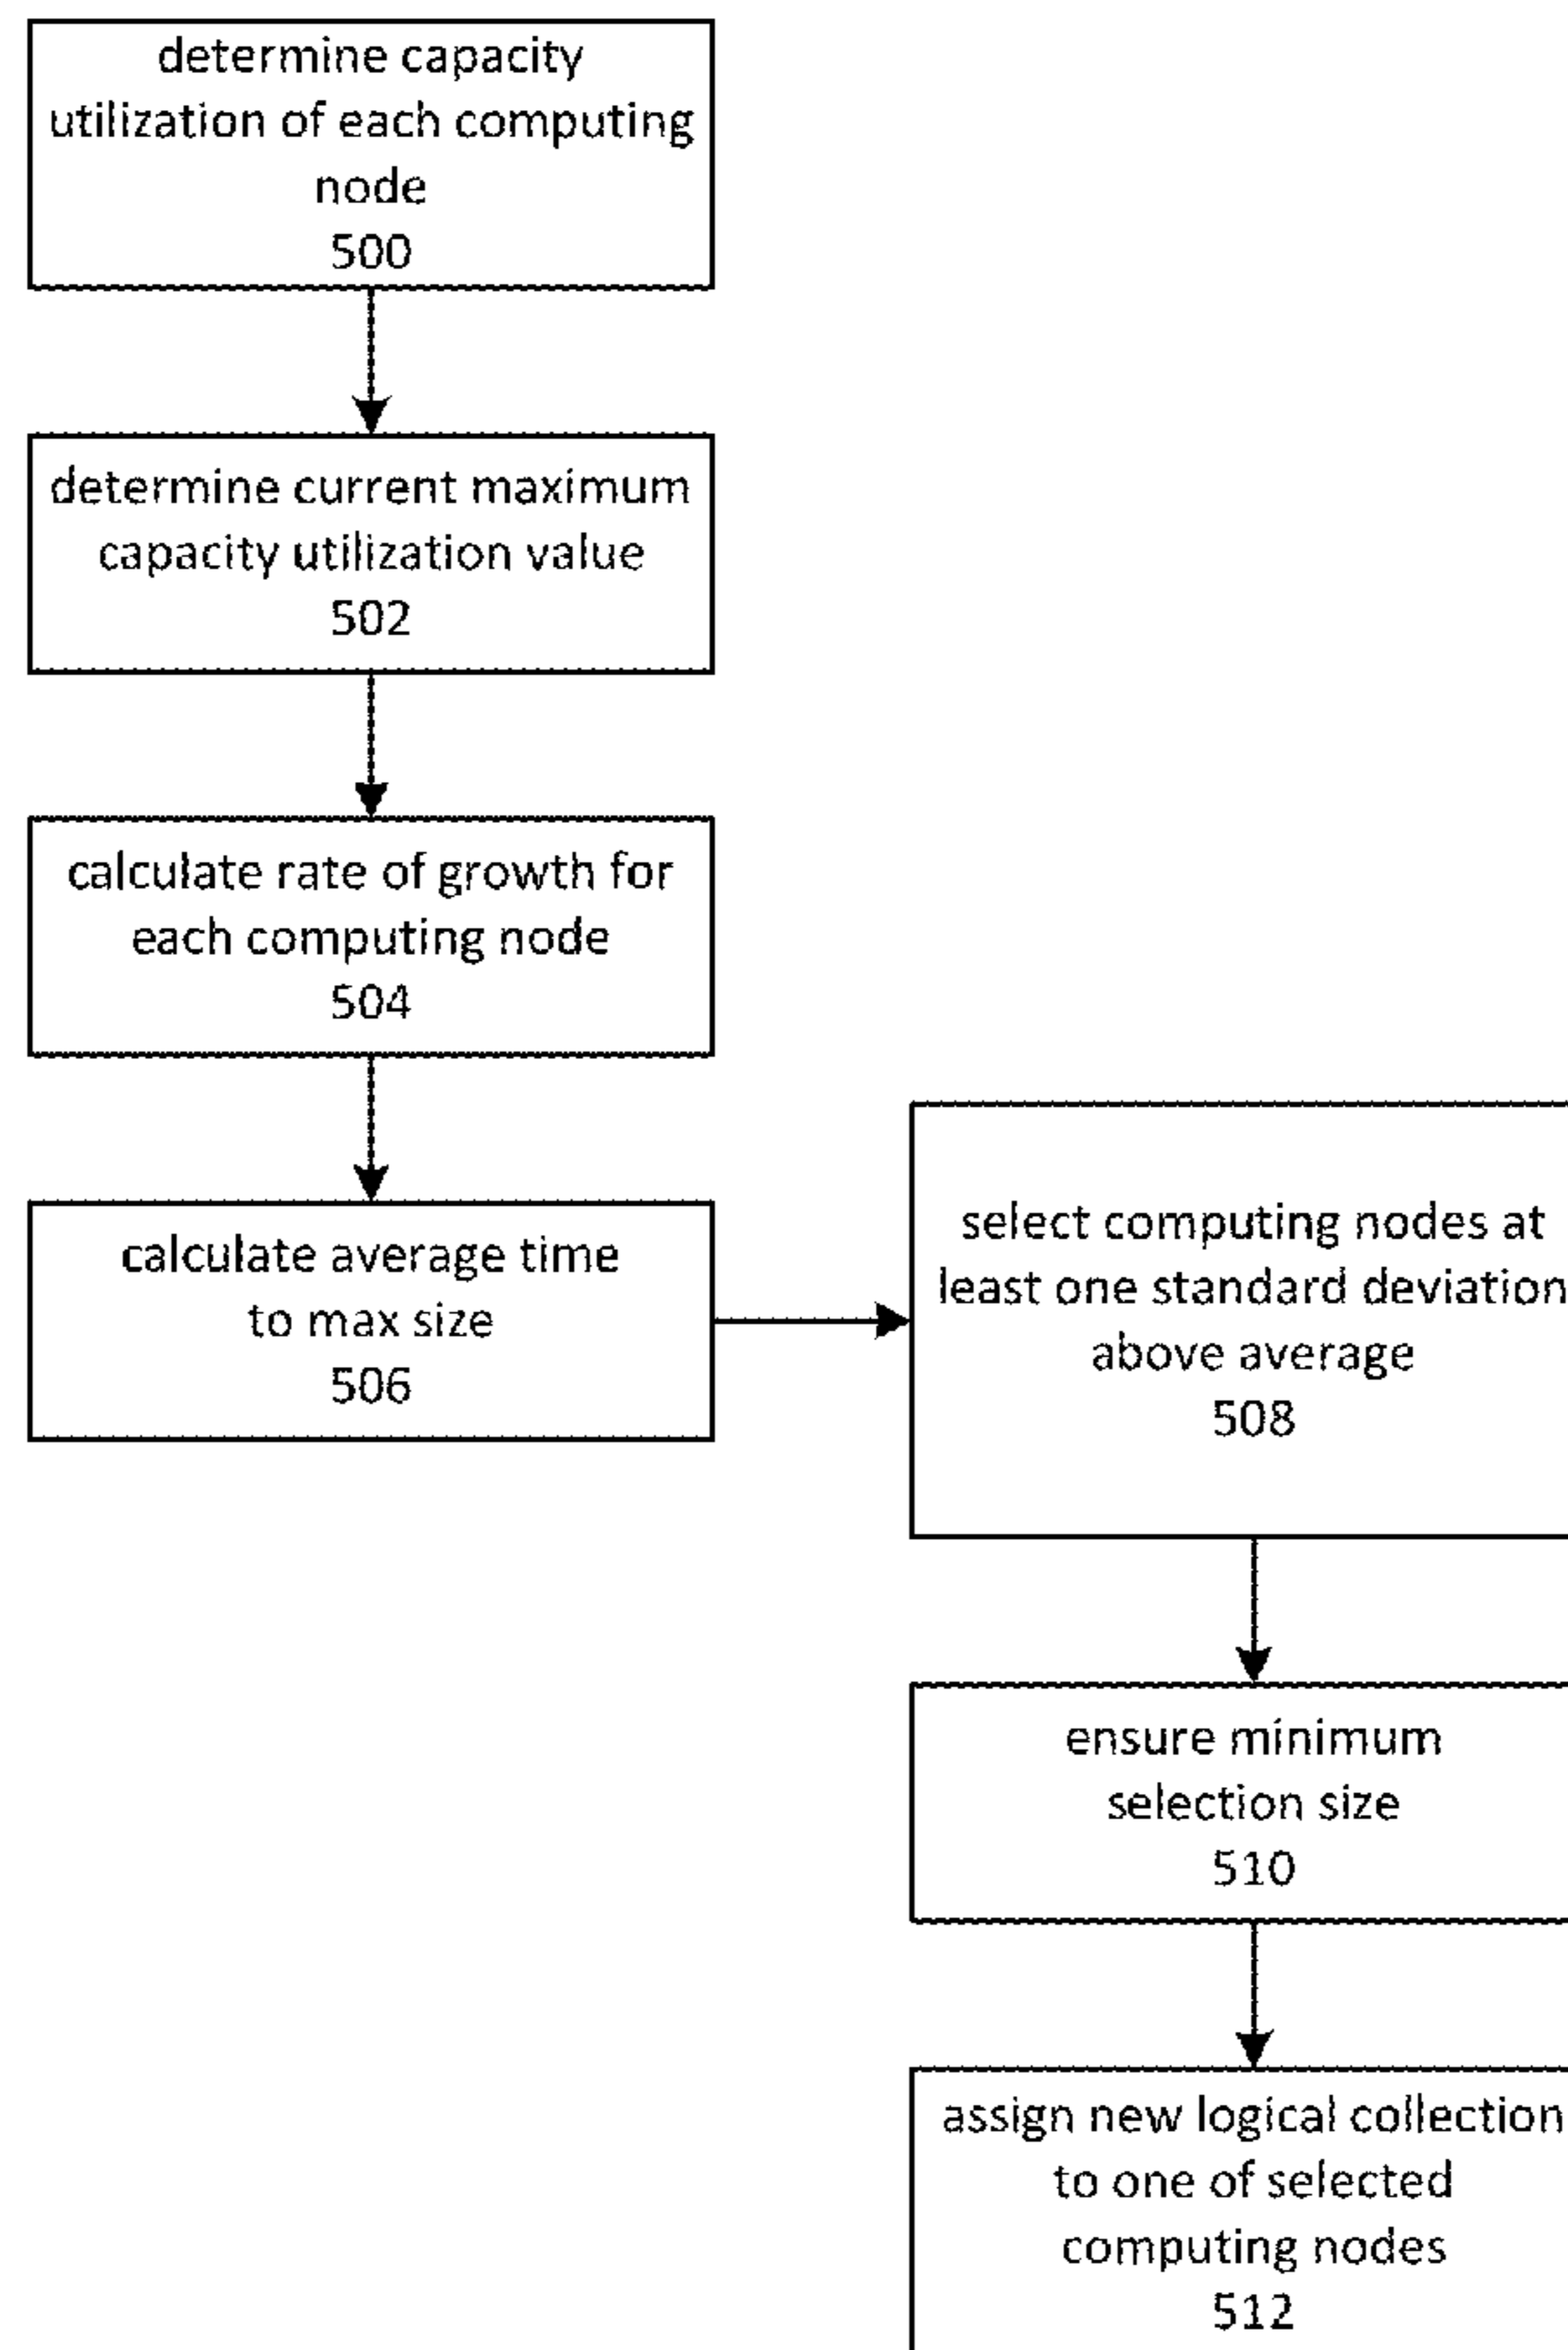 determine capacity
utilization of each computing
node
500
determine current maximum
capacity utilization value
502
calculate rate of growth for
each computing node
504
calculate average time
to max size
506
select computing nodes at
least one standard deviation
above average
508
ensure minimum
selection size
510
assign new logical collection
to one of selected
computing nodes
512